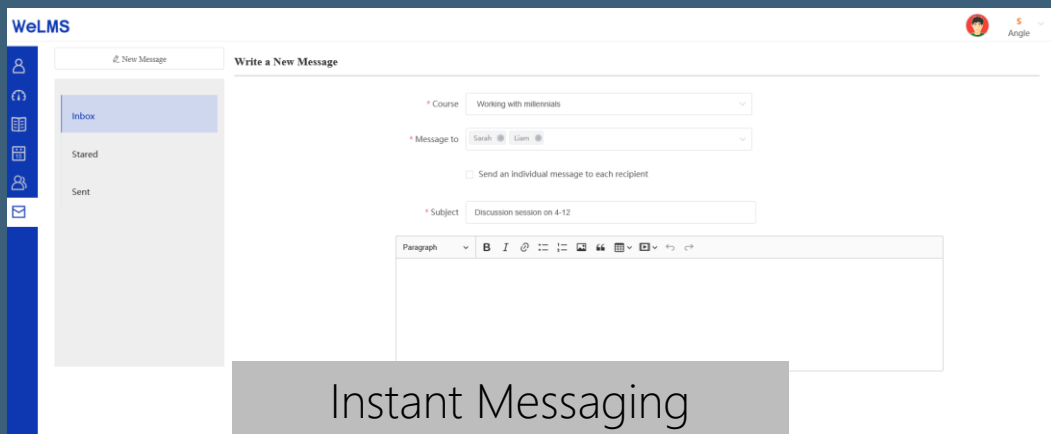 WeLMS
S
Angle
New Message
Write a New Message
Inbox
Stared
Sent
* Course Working with millennials
* Message to Sarah Liam
Send an individual message to each recipient
* Subject Discussion session on 4-12
Paragraph B I
Instant Messaging